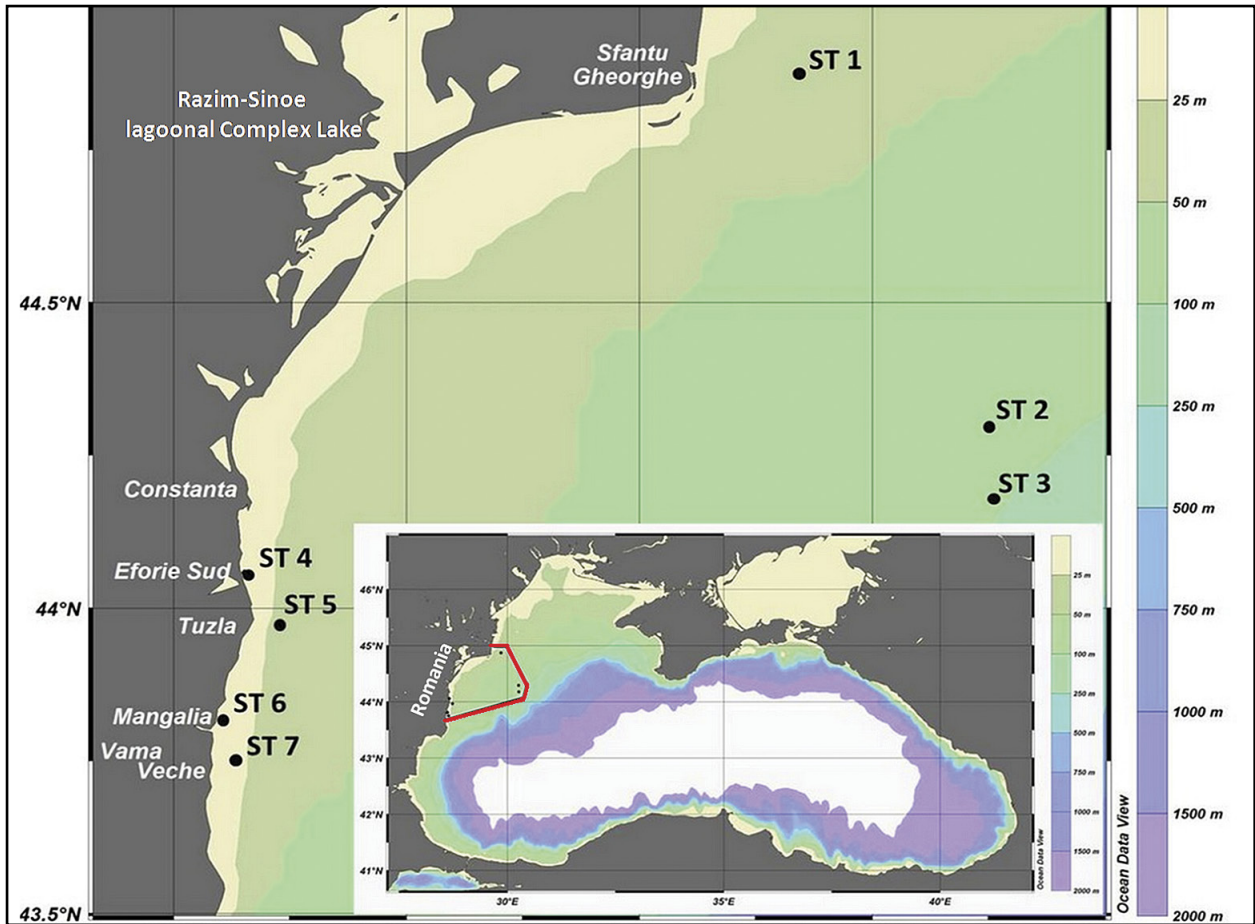 Sfantu
Gheorghe
ST 1
Razim-Sinoe
lagoonal Complex Lake
44.5°N
ST 2
ST 3
Constanta
Eforie Sud
ST 4
44°N
ST 5
Tuzla
Mangalia
ST 6
Vama
Veche
ST 7
43.5°N
25 m
50 m
100 m
250 m
500 m
750 m
1000 m
1500 m
2000 m
Ocean Data View
Romania
46°N
45°N
44°N
43°N
42°N
41°N
30°E
35°E
40°E
25 m
50 m
100 m
250 m
500 m
750 m
1000 m
1500 m
2000 m
Ocean Data View